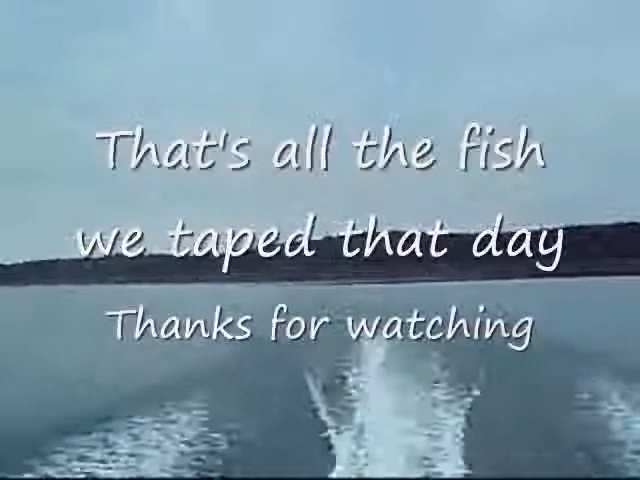 That's all the fish
we taped that day
Thanks for watching